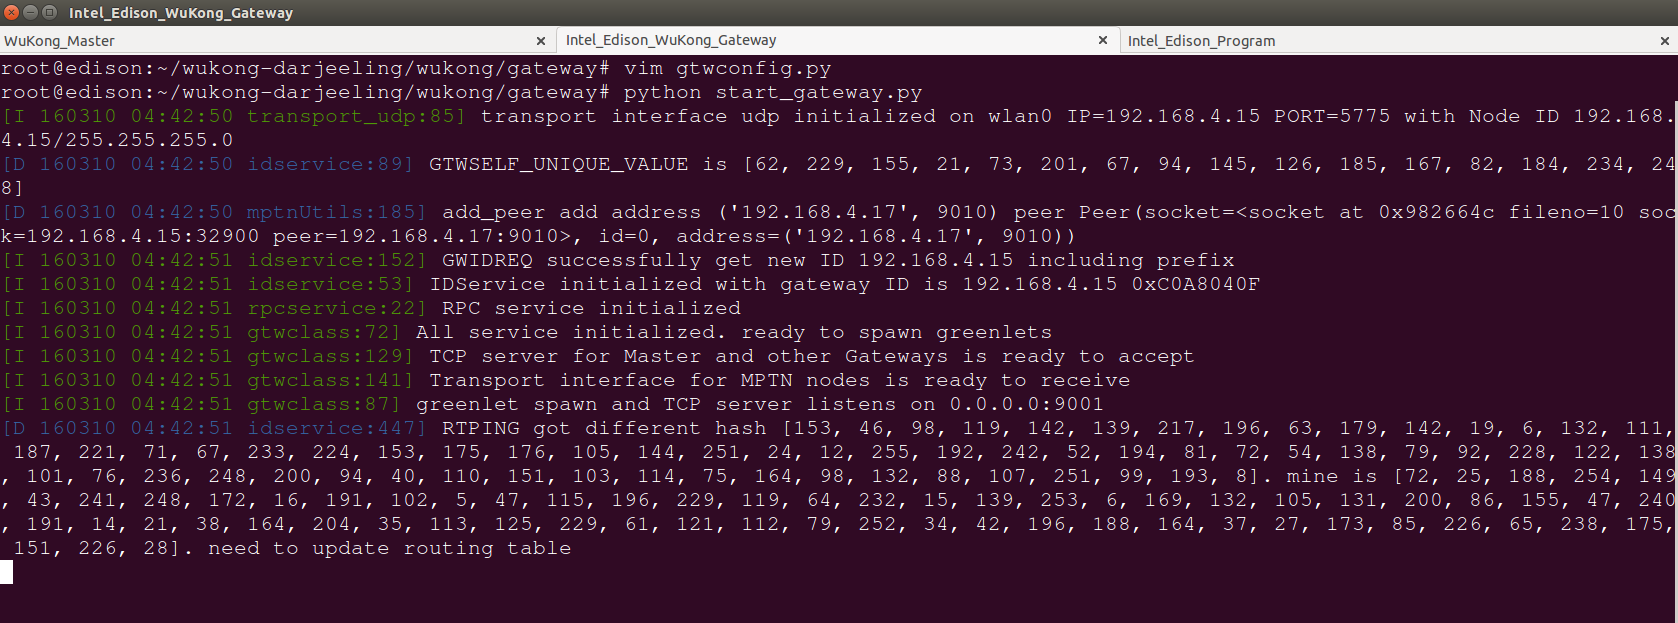 Intel_Edison_WuKong_Gateway
WuKong_Master
Intel_Edison_WuKong_Gateway
Intel_Edison_Program
root@edison:~/wukong-darjeeling/wukong/gateway# vim gtwconfig.py
root@edison:~/wukong-darjeeling/wukong/gateway# python start_gateway.py
[I 160310 04:42:50 transport_udp:85] transport interface udp initialized on wlan0 IP=192.168.4.15 PORT=5775 with Node ID 192.168.
4.15/255.255.255.0
[D 160310 04:42:50 idservice:89] GTWSELF_UNIQUE_VALUE is [62, 229, 155, 21, 73, 201, 67, 94, 145, 126, 185, 167, 82, 184, 234, 24
8]
[D 160310 04:42:50 mptnUtils:185] add_peer add address ('192.168.4.17', 9010) peer Peer(socket=<socket at 0x982664c fileno=10 soc
k=192.168.4.15:32900 peer=192.168.4.17:9010>, id=0, address=('192.168.4.17', 9010))
[I 160310 04:42:51 idservice:152] GWIDREQ successfully get new ID 192.168.4.15 including prefix
[I 160310 04:42:51 idservice:53] IDService initialized with gateway ID is 192.168.4.15 0xC0A8040F
[I 160310 04:42:51 rpcservice:22] RPC service initialized
[I 160310 04:42:51 gtwclass:72] All service initialized. ready to spawn greenlets
[I 160310 04:42:51 gtwclass:129] TCP server for Master and other Gateways is ready to accept
[I 160310 04:42:51 gtwclass:141] Transport interface for MPTN nodes is ready to receive
[I 160310 04:42:51 gtwclass:87] greenlet spawn and TCP server listens on 0.0.0.0:9001
[D 160310 04:42:51 idservice:447] RTPING got different hash [153, 46, 98, 119, 142, 139, 217, 196, 63, 179, 142, 19, 6, 132, 111,
187, 221, 71, 67, 233, 224, 153, 175, 176, 105, 144, 251, 24, 12, 255, 192, 242, 52, 194, 81, 72, 54, 138, 79, 92, 228, 122, 138
, 101, 76, 236, 248, 200, 94, 40, 110, 151, 103, 114, 75, 164, 98, 132, 88, 107, 251, 99, 193, 8]. mine is [72, 25, 188, 254, 149
, 43, 241, 248, 172, 16, 191, 102, 5, 47, 115, 196, 229, 119, 64, 232, 15, 139, 253, 6, 169, 132, 105, 131, 200, 86, 155, 47, 240
, 191, 14, 21, 38, 164, 204, 35, 113, 125, 229, 61, 121, 112, 79, 252, 34, 42, 196, 188, 164, 37, 27, 173, 85, 226, 65, 238, 175,
151, 226, 28]. need to update routing table